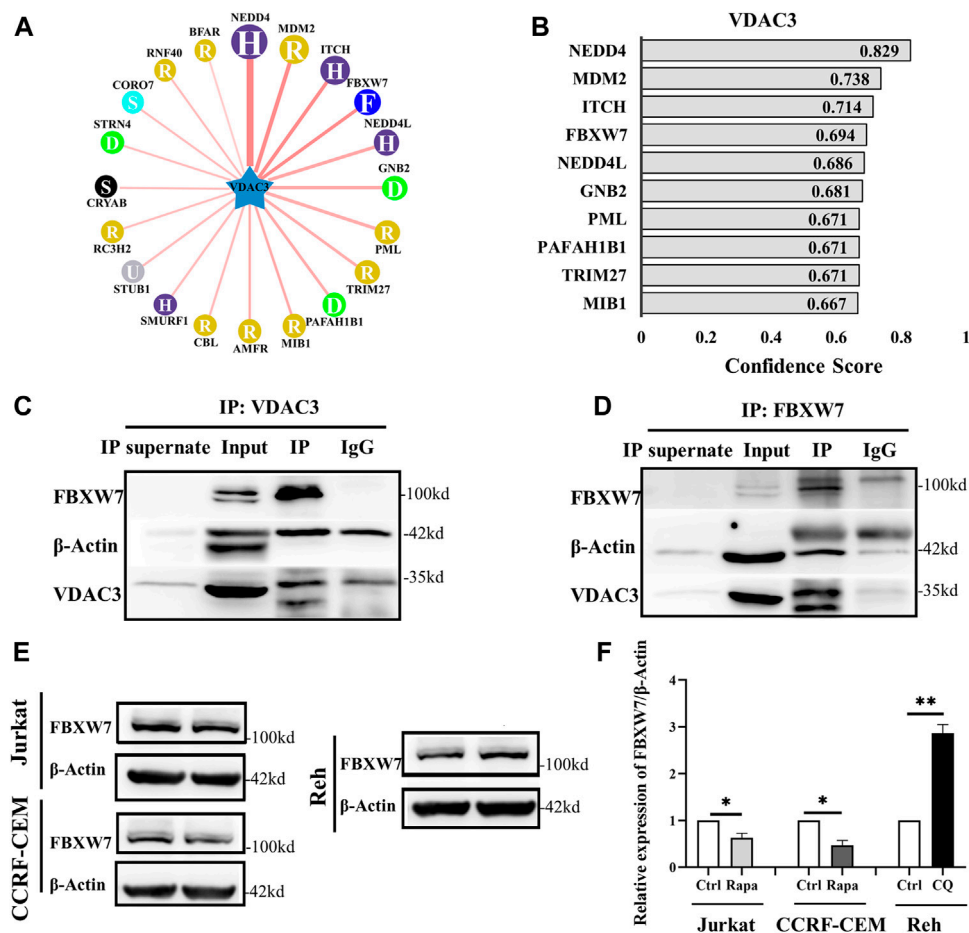 A
NEDD4
H
MDM2
R
ITCH
H
FBXW7
F
NEDD4L
H
GNB2
D
PML
R
TRIM27
R
PAFAH1B1
D
MIB1
R
AMFR
R
CBL
R
SMURF1
H
STUB1
U
RC3H2
R
CRYAB
S
STRN4
D
CORO7
S
RNF40
R
BFAR
R
VDAC3
B
VDAC3
NEDD4 0.829
MDM2 0.738
ITCH 0.714
FBXW7 0.694
NEDD4L 0.686
GNB2 0.681
PML 0.671
PAFAH1B1 0.671
TRIM27 0.671
MIB1 0.667
0 0.2 0.4 0.6 0.8 1
Confidence Score
C
IP: VDAC3
IP supernate Input IP IgG
FBXW7 -100kd
β-Actin -42kd
VDAC3 -35kd
D
IP: FBXW7
IP supernate Input IP IgG
FBXW7 -100kd
β-Actin -42kd
VDAC3 -35kd
E
Jurkat
FBXW7 -100kd
β-Actin -42kd
CCRF-CEM
FBXW7 -100kd
β-Actin -42kd
Reh
FBXW7 -100kd
β-Actin -42kd
F
Relative expression of FBXW7/β-Actin
4
3
2
1
0
* * **
Ctrl Rapa Ctrl Rapa Ctrl CQ
Jurkat CCRF-CEM Reh